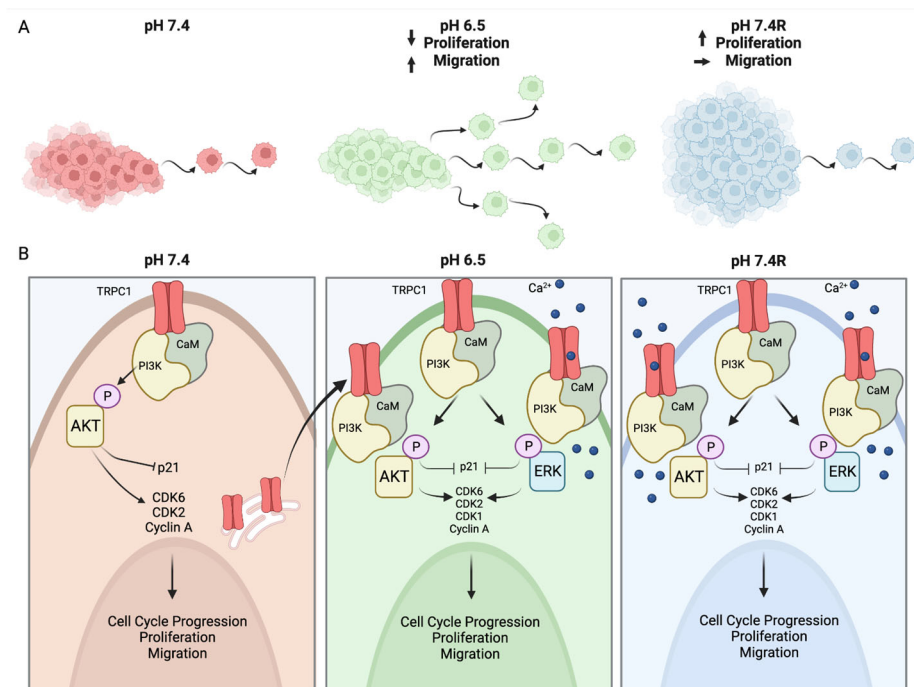 A
pH 7.4
pH 6.5
Proliferation
Migration
pH 7.4R
Proliferation
Migration
B
pH 7.4
TRPC1
CaM
PI3K
P
AKT
p21
CDK6
CDK2
Cyclin A
Cell Cycle Progression
Proliferation
Migration
pH 6.5
TRPC1
Ca²⁺
CaM
PI3K
CaM
PI3K
CaM
PI3K
P
P
AKT
p21
ERK
CDK6
CDK2
CDK1
Cyclin A
Cell Cycle Progression
Proliferation
Migration
pH 7.4R
TRPC1
Ca²⁺
CaM
PI3K
CaM
PI3K
CaM
PI3K
P
P
AKT
p21
ERK
CDK6
CDK2
CDK1
Cyclin A
Cell Cycle Progression
Proliferation
Migration